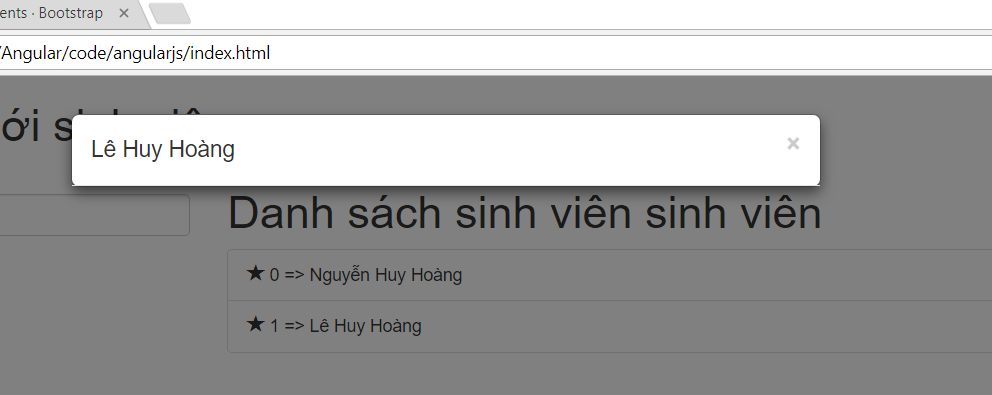 ents · Bootstrap ×
/Angular/code/angularjs/index.html
ới s
Lê Huy Hoàng ×
Danh sách sinh viên sinh viên
★ 0 => Nguyễn Huy Hoàng
★ 1 => Lê Huy Hoàng